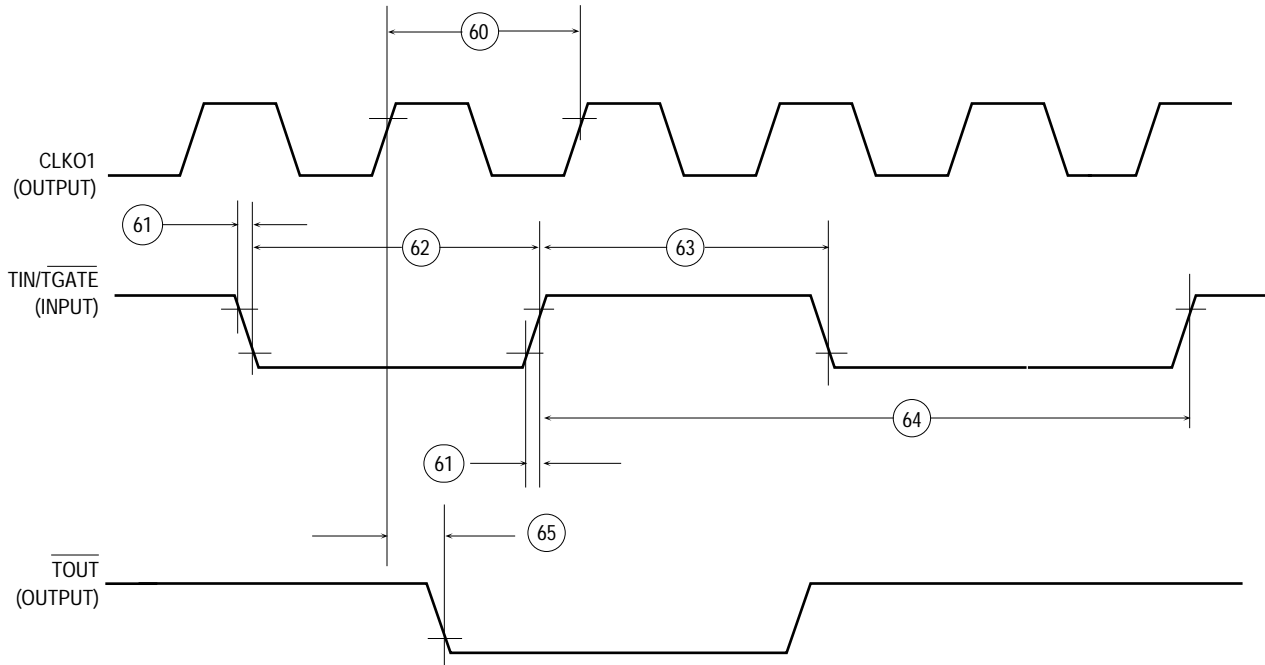 60
CLKO1
(OUTPUT)
61
62
63
TIN/TGATE
(INPUT)
64
61
65
TOUT
(OUTPUT)